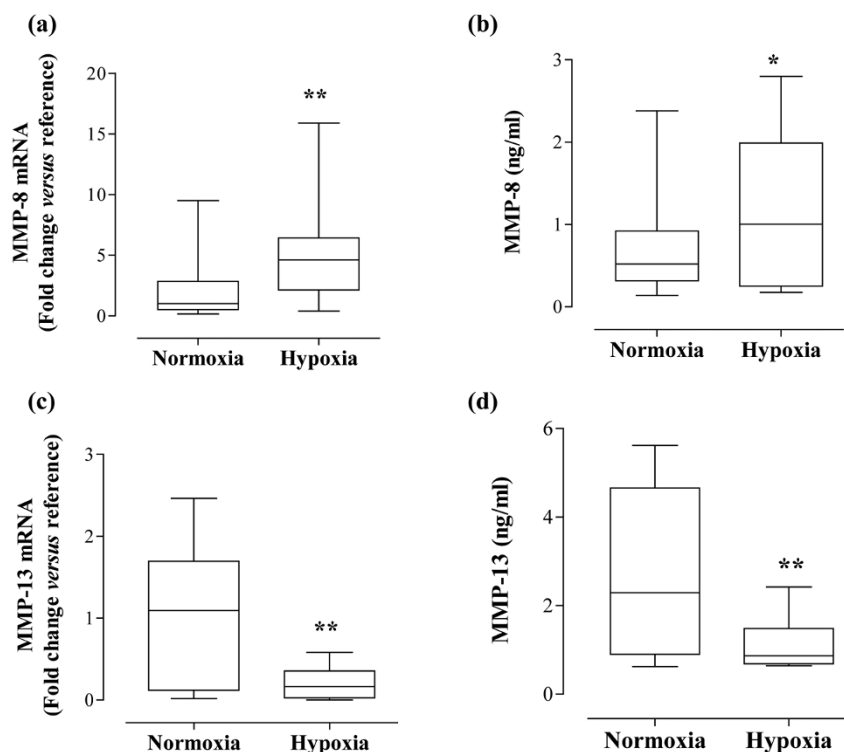 (a)
MMP-8 mRNA
(Fold change versus reference)
20
15
10
5
0
**
Normoxia Hypoxia
(b)
MMP-8 (ng/ml)
3
2
1
0
*
Normoxia Hypoxia
(c)
MMP-13 mRNA
(Fold change versus reference)
3
2
1
0
**
Normoxia Hypoxia
(d)
MMP-13 (ng/ml)
6
4
2
0
**
Normoxia Hypoxia